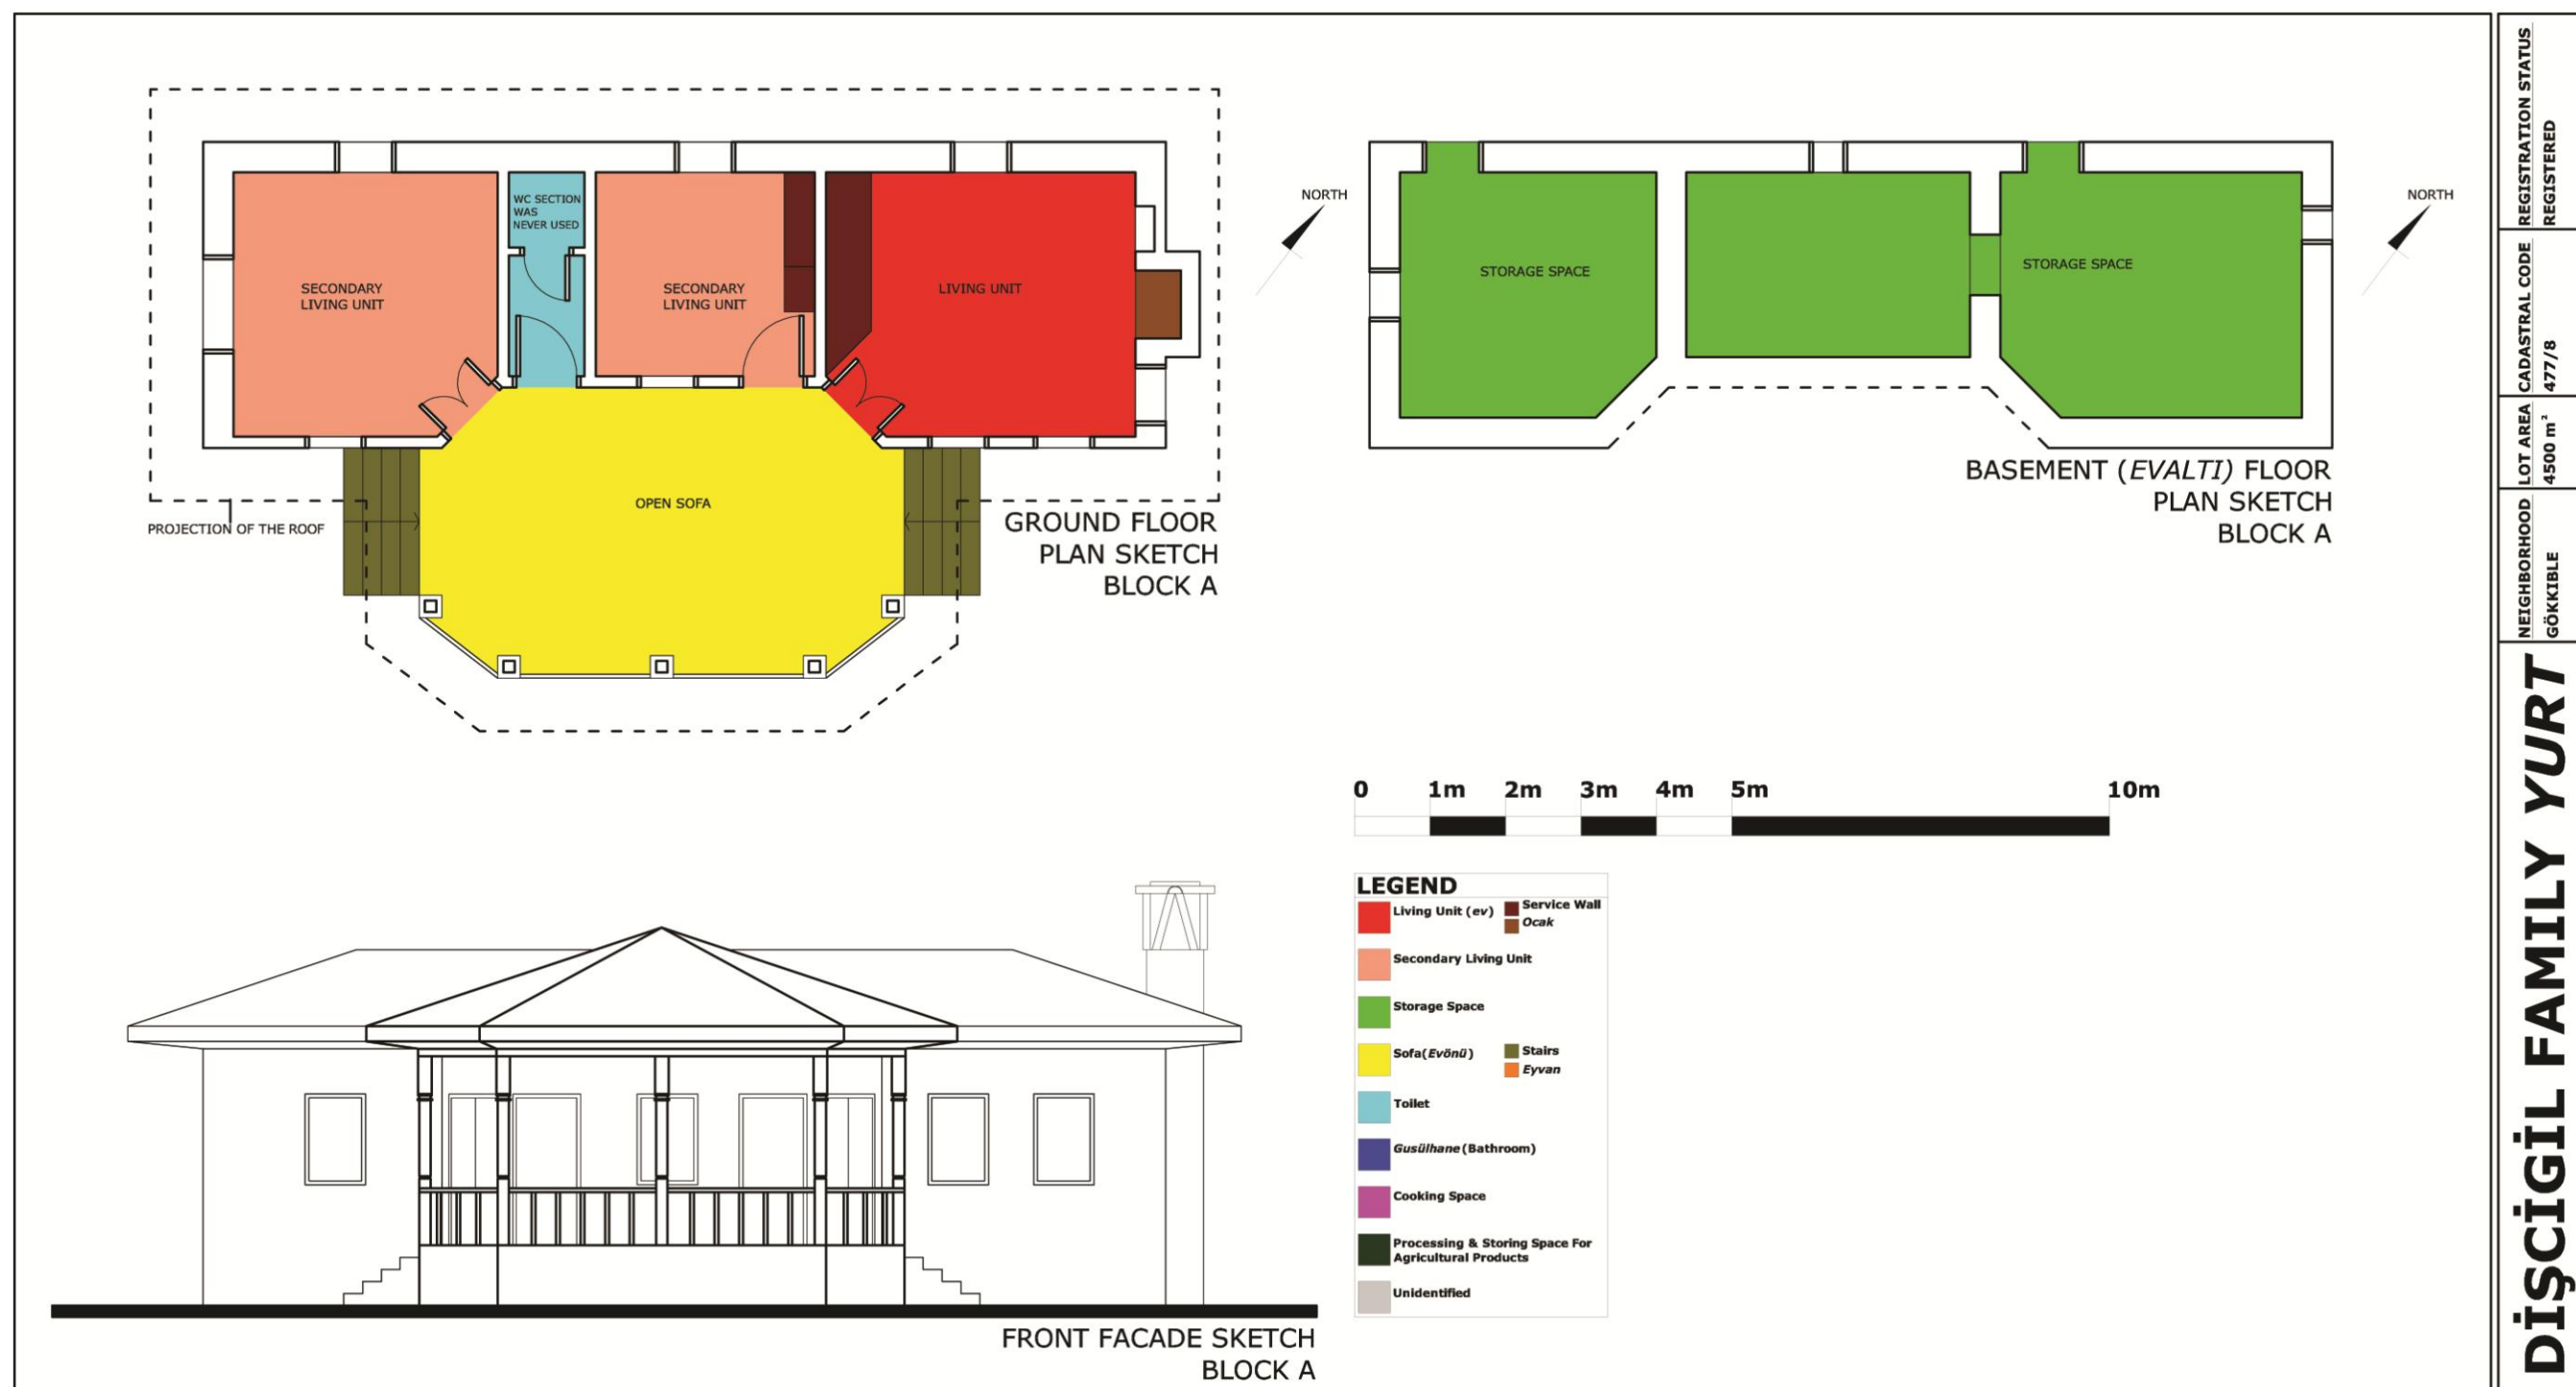 WC SECTION
WAS
NEVER USED
SECONDARY
LIVING UNIT
SECONDARY
LIVING UNIT
LIVING UNIT
OPEN SOFA
PROJECTION OF THE ROOF
GROUND FLOOR
PLAN SKETCH
BLOCK A
NORTH
STORAGE SPACE
STORAGE SPACE
NORTH
BASEMENT (EVALTI) FLOOR
PLAN SKETCH
BLOCK A
0 1m 2m 3m 4m 5m 10m
LEGEND
Living Unit (ev)
Service Wall
Ocak
Secondary Living Unit
Storage Space
Sofa(Evönü)
Stairs
Eyvan
Toilet
Gusülhane (Bathroom)
Cooking Space
Processing & Storing Space For
Agricultural Products
Unidentified
FRONT FACADE SKETCH
BLOCK A
REGISTRATION STATUS
REGISTERED
CADASTRAL CODE
477/8
LOT AREA
4500 m²
NEIGHBORHOOD
GÖKKIBLE
DİŞCİGİL FAMILY YURT